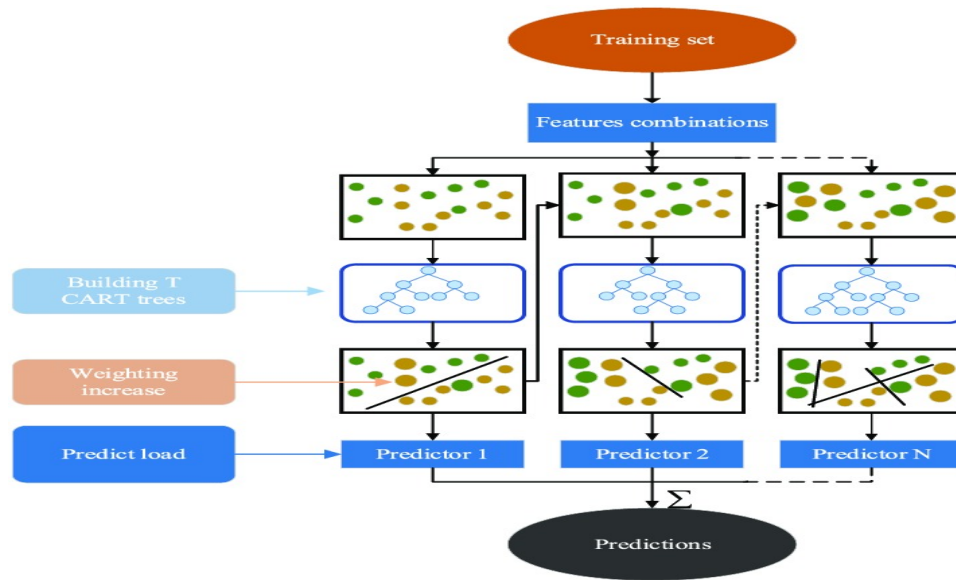 Training set
Features combinations
Building T
CART trees
Weighting
increase
Predict load
Predictor 1
Predictor 2
Predictor N
Σ
Predictions